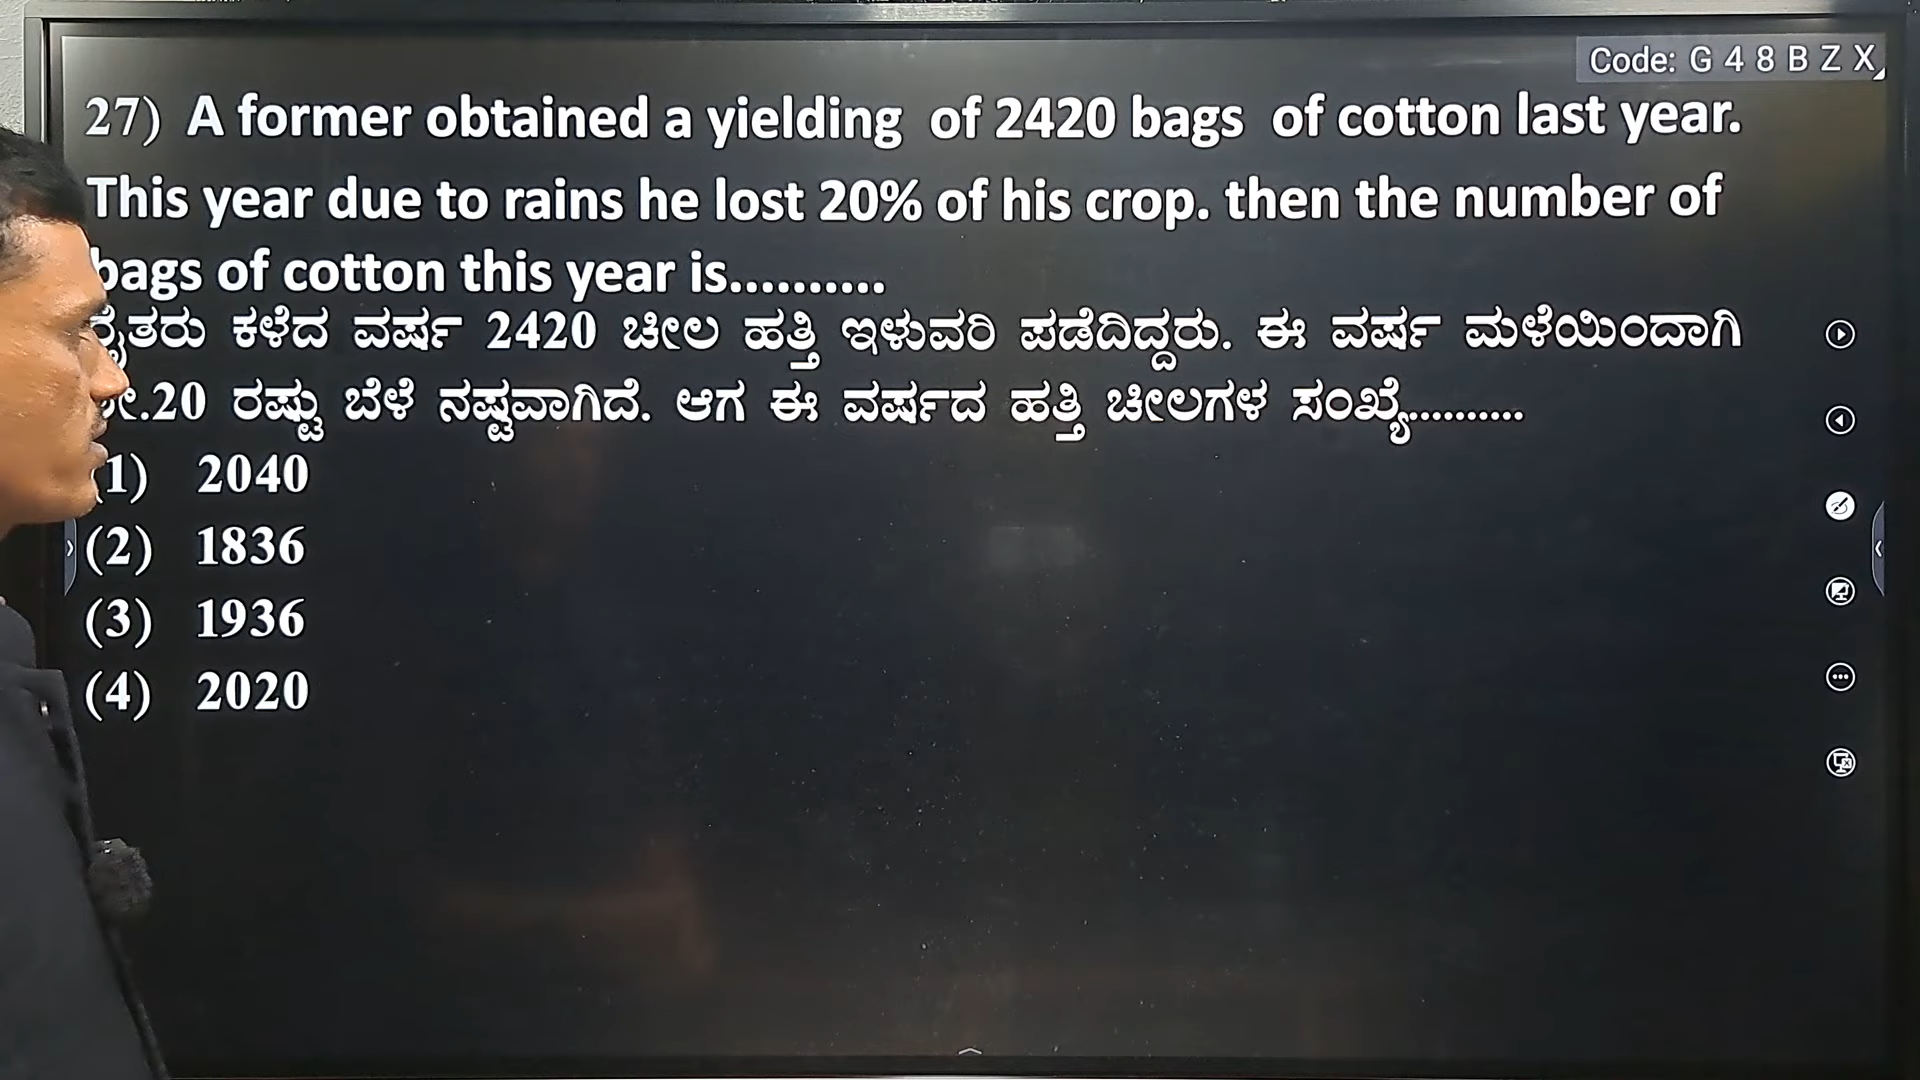 Code: G 4 8 B Z X
27) A former obtained a yielding of 2420 bags of cotton last year.
This year due to rains he lost 20% of his crop. then the number of
bags of cotton this year is..........
ರೈತರು ಕಳೆದ ವರ್ಷ 2420 ಚೀಲ ಹತ್ತಿ ಇಳುವರಿ ಪಡೆದಿದ್ದರು. ಈ ವರ್ಷ ಮಳೆಯಿಂದಾಗಿ
ಶೇ.20 ರಷ್ಟು ಬೆಳೆ ನಷ್ಟವಾಗಿದೆ. ಆಗ ಈ ವರ್ಷದ ಹತ್ತಿ ಚೀಲಗಳ ಸಂಖ್ಯೆ..........
(1) 2040
(2) 1836
(3) 1936
(4) 2020